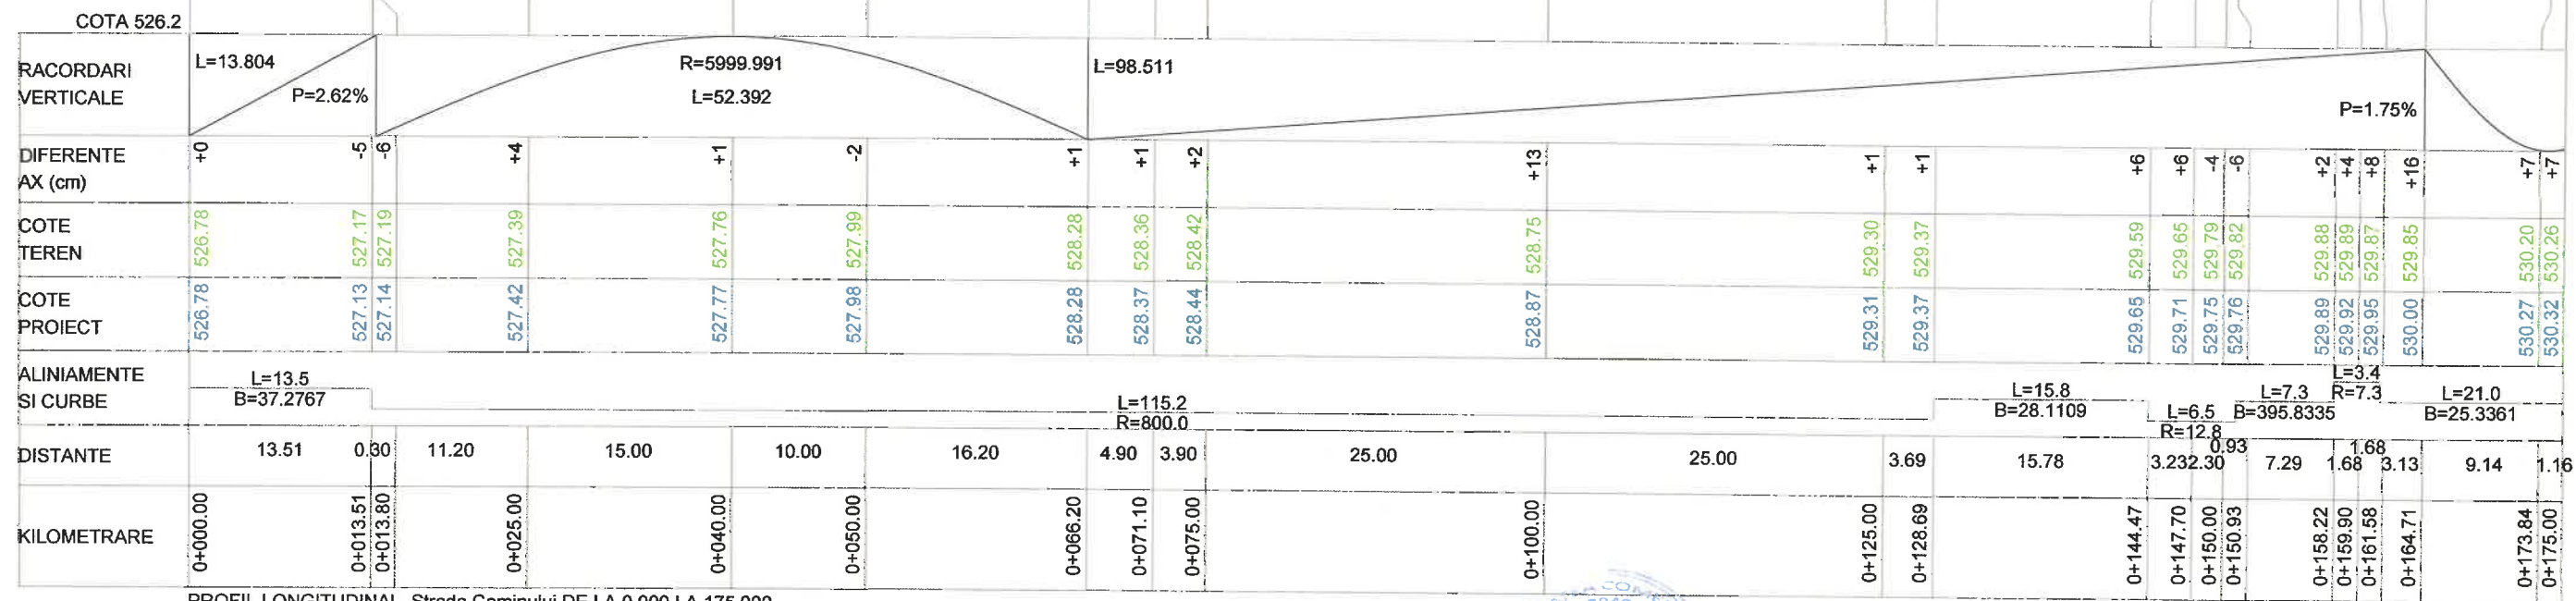 COTA 526.2
RACORDARI
VERTICALE
L=13.804
P=2.62%
R=5999.991
L=52.392
L=98.511
P=1.75%
DIFERENTE
AX (cm)
+0 -5 -6 +4 +1 -2 +1 +1 +2 +13 +1 +1 +6 +6 -4 -6 +2 +4 +8 +16 +7 +7
COTE
TEREN
526.78 527.17 527.19 527.39 527.76 527.99 528.28 528.36 528.42 528.75 529.30 529.37 529.59 529.65 529.79 529.82 529.88 529.89 529.87 529.85 530.20 530.26
COTE
PROIECT
526.78 527.13 527.14 527.42 527.77 527.98 528.28 528.37 528.44 528.87 529.31 529.37 529.65 529.71 529.75 529.76 529.89 529.92 529.95 530.00 530.27 530.32
ALINIAMENTE
SI CURBE
L=13.5
B=37.2767
L=115.2
R=800.0
L=15.8
B=28.1109
L=6.5
R=12.8
L=7.3
B=395.8335
L=3.4
R=7.3
L=21.0
B=25.3361
DISTANTE
13.51 0.30 11.20 15.00 10.00 16.20 4.90 3.90 25.00 25.00 3.69 15.78 3.23 2.30 0.93 7.29 1.68 1.68 3.13 9.14 1.16
KILOMETRARE
0+000.00 0+013.51 0+013.80 0+025.00 0+040.00 0+050.00 0+066.20 0+071.10 0+075.00 0+100.00 0+125.00 0+128.69 0+144.47 0+147.70 0+150.00 0+150.93 0+158.22 0+159.90 0+161.58 0+164.71 0+173.84 0+175.00
PROFIL LONGITUDINAL Strada Caminului DE LA 0.000 LA 175.000